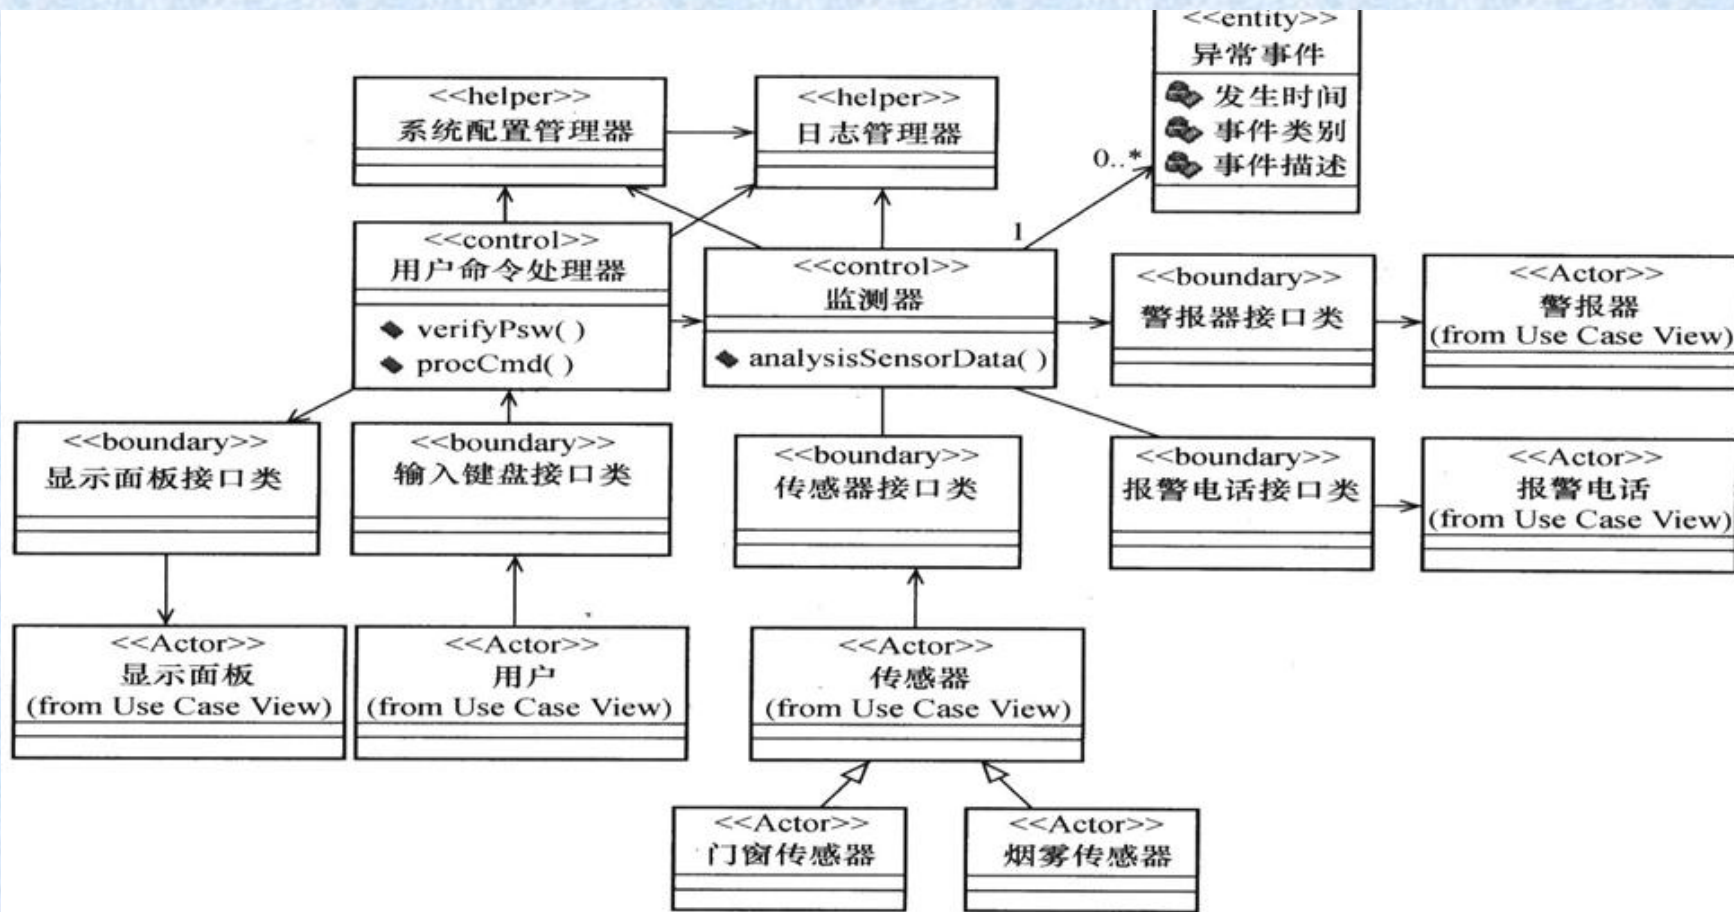 <<entity>>
异常事件
发生时间
事件类别
事件描述
<<helper>>
系统配置管理器
<<helper>>
日志管理器
0..*
1
<<control>>
用户命令处理器
verifyPsw( )
procCmd( )
<<control>>
监测器
analysisSensorData( )
<<boundary>>
警报器接口类
<<Actor>>
警报器
(from Use Case View)
<<boundary>>
显示面板接口类
<<boundary>>
输入键盘接口类
<<boundary>>
传感器接口类
<<boundary>>
报警电话接口类
<<Actor>>
报警电话
(from Use Case View)
<<Actor>>
显示面板
(from Use Case View)
<<Actor>>
用户
(from Use Case View)
<<Actor>>
传感器
(from Use Case View)
<<Actor>>
门窗传感器
<<Actor>>
烟雾传感器